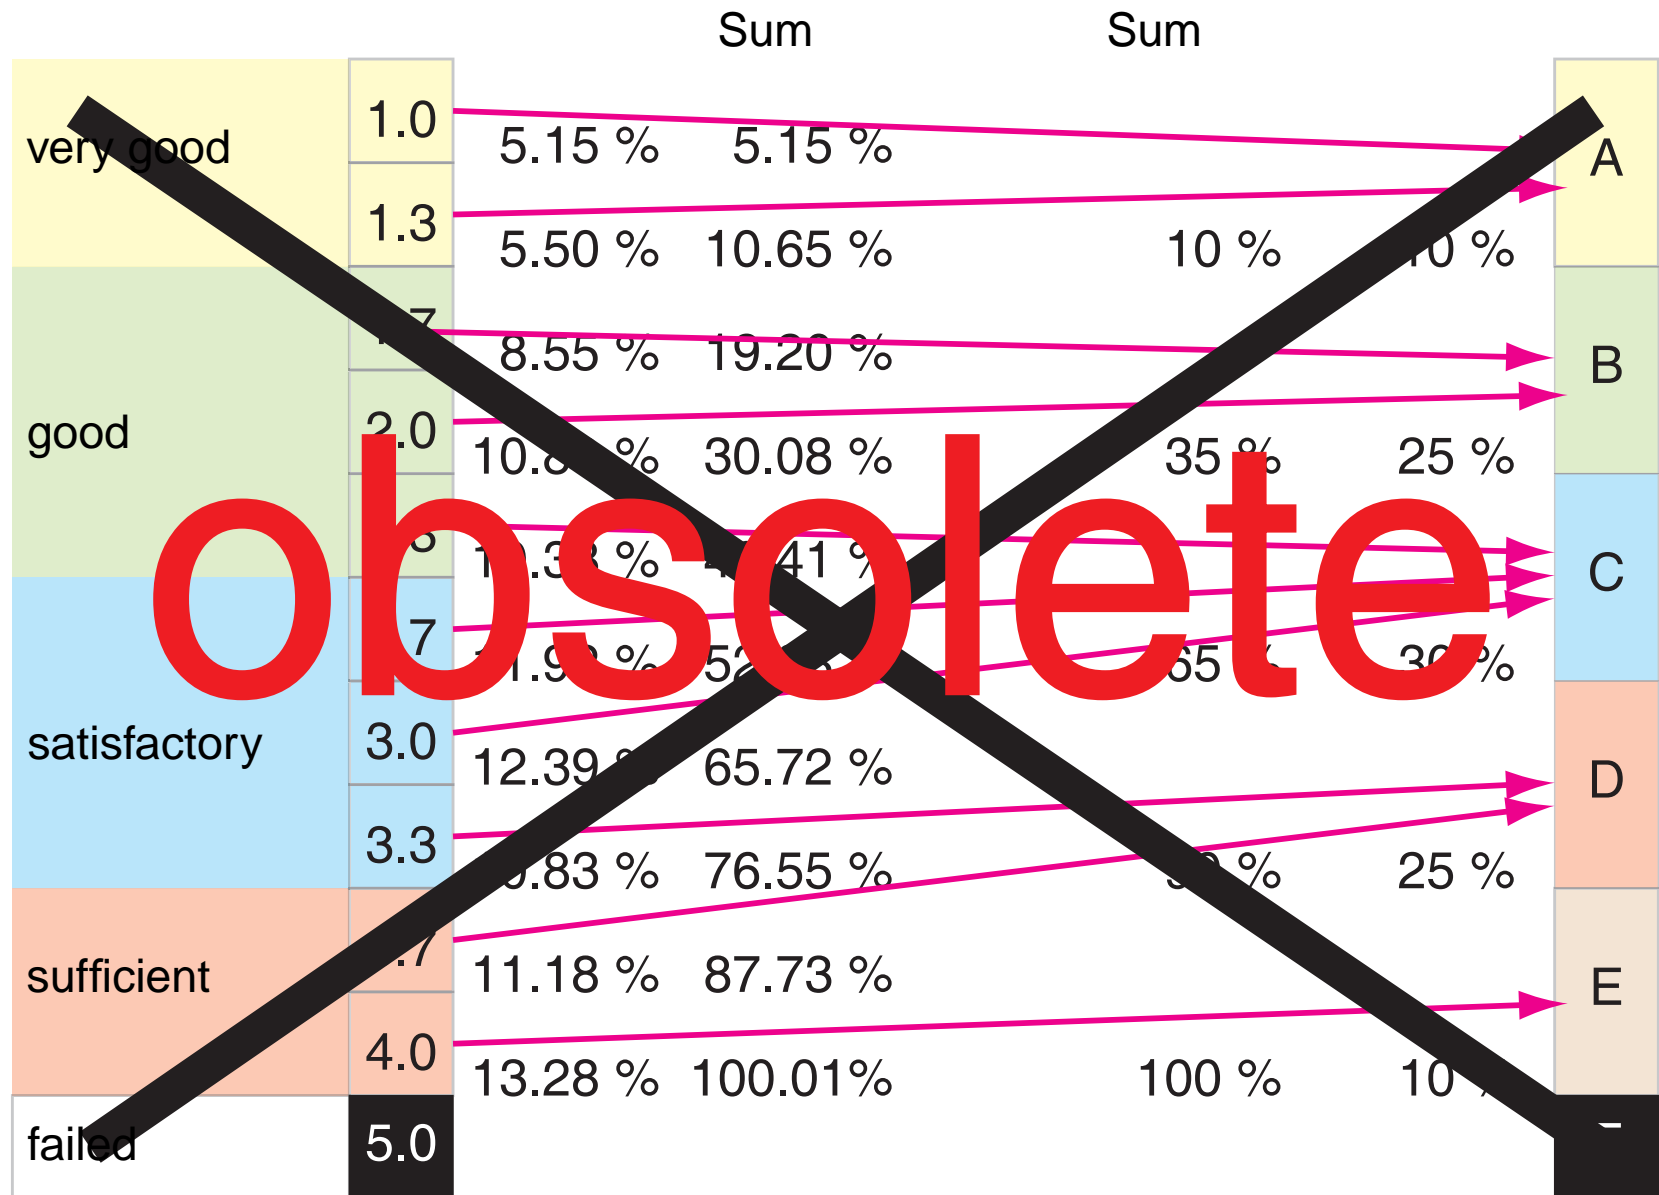 Sum Sum
very good 1.0 A
5.15 % 5.15 %
1.3
5.50 % 10.65 % 10 %
8.55 % 19.20 %
B
good 2.0
30.08 % 35 % 25 %
obsolete
C
satisfactory 3.0
12.39 65.72 %
D
3.3
76.55 % 25 %
sufficient
11.18 % 87.73 %
E
4.0
13.28 % 100.01% 100 % 10
failed 5.0